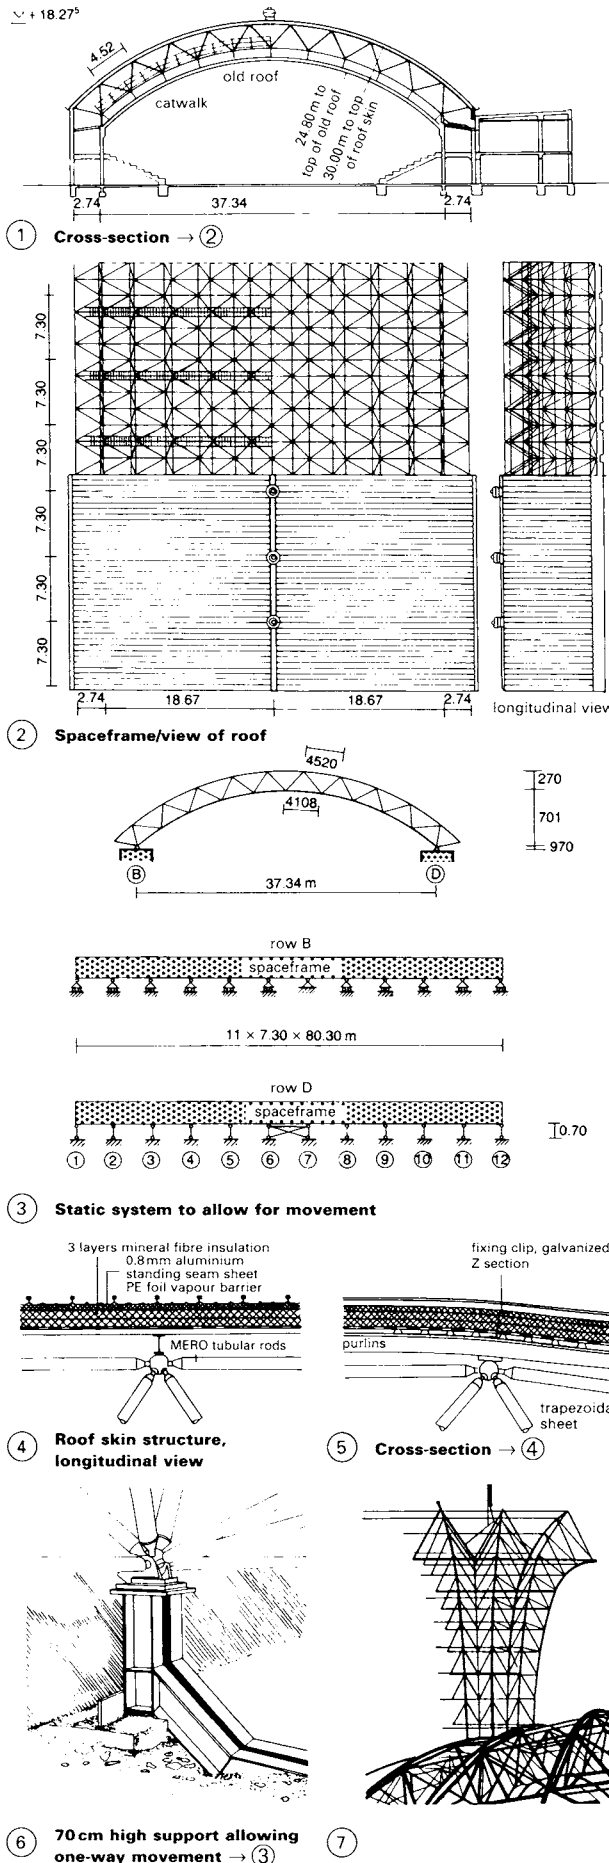 + 18.27⁵
4.52
old roof
catwalk
24.80 m to
top of old roof
30.00 m to top
of roof skin
2.74 37.34 2.74
① Cross-section → ②
7.30
7.30
7.30
7.30
7.30
7.30
2.74 18.67 18.67 2.74
longitudinal view
② Spaceframe/view of roof
4520
4108
270
701
970
B D
37.34 m
row B
spaceframe
11 × 7.30 × 80.30 m
row D
spaceframe
0.70
① ② ③ ④ ⑤ ⑥ ⑦ ⑧ ⑨ ⑩ ⑪ ⑫
③ Static system to allow for movement
3 layers mineral fibre insulation
0.8 mm aluminium
standing seam sheet
PE foil vapour barrier
MERO tubular rods
④ Roof skin structure,
longitudinal view
fixing clip, galvanized
Z section
purlins
trapezoida
sheet
⑤ Cross-section → ④
⑥ 70 cm high support allowing
one-way movement → ③
⑦